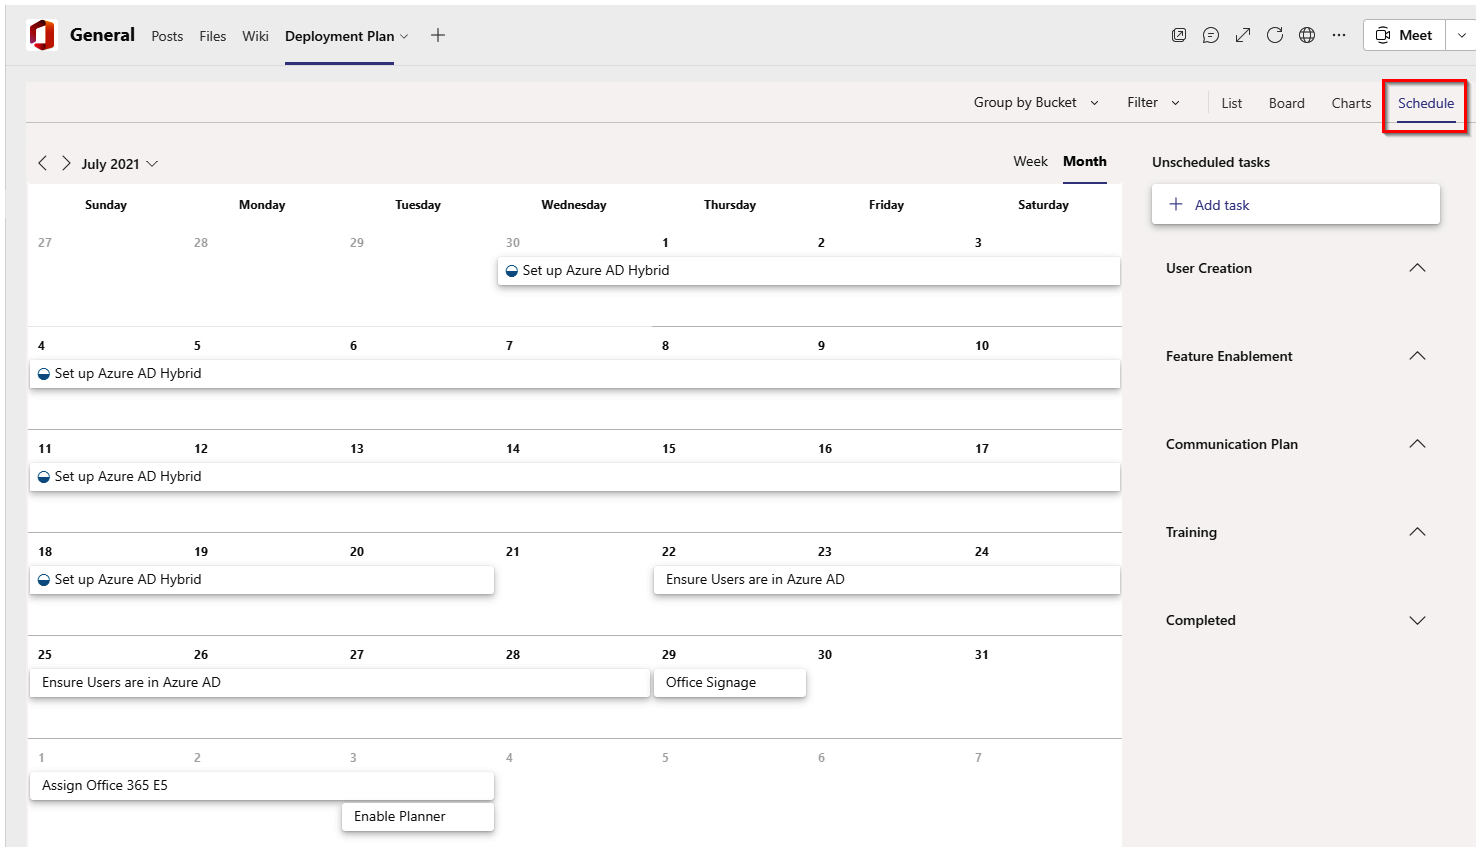 General Posts Files Wiki Deployment Plan Meet
Group by Bucket Filter List Board Charts Schedule
July 2021 Week Month Unscheduled tasks
Add task
Sunday Monday Tuesday Wednesday Thursday Friday Saturday
27 28 29 30 1 2 3
Set up Azure AD Hybrid
User Creation
4 5 6 7 8 9 10
Feature Enablement
Set up Azure AD Hybrid
11 12 13 14 15 16 17
Communication Plan
Set up Azure AD Hybrid
18 19 20 21 22 23 24
Training
Set up Azure AD Hybrid Ensure Users are in Azure AD
Completed
25 26 27 28 29 30 31
Ensure Users are in Azure AD Office Signage
1 2 3 4 5 6 7
Assign Office 365 E5
Enable Planner